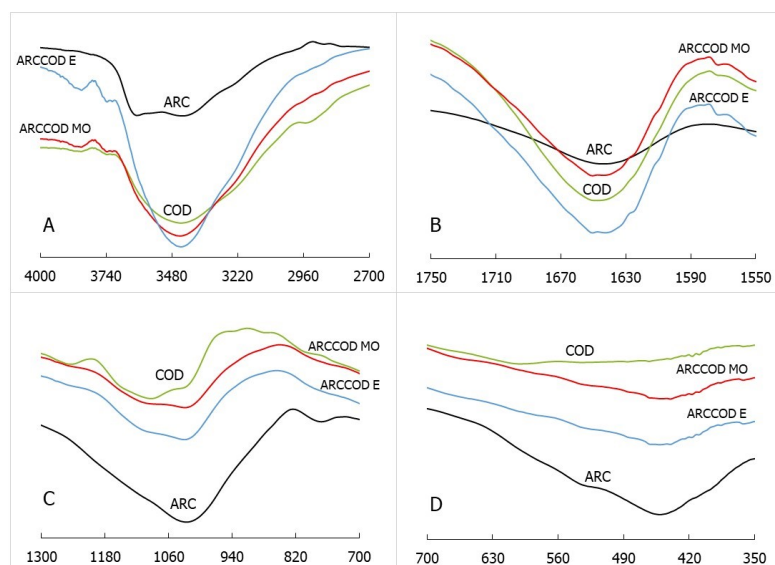 ARCCOD E
ARC
ARCCOD MO
COD
A
4000 3740 3480 3220 2960 2700
ARCCOD MO
ARCCOD E
ARC
COD
B
1750 1710 1670 1630 1590 1550
ARCCOD MO
COD
ARCCOD E
C
ARC
1300 1180 1060 940 820 700
COD
ARCCOD MO
ARCCOD E
ARC
D
700 630 560 490 420 350